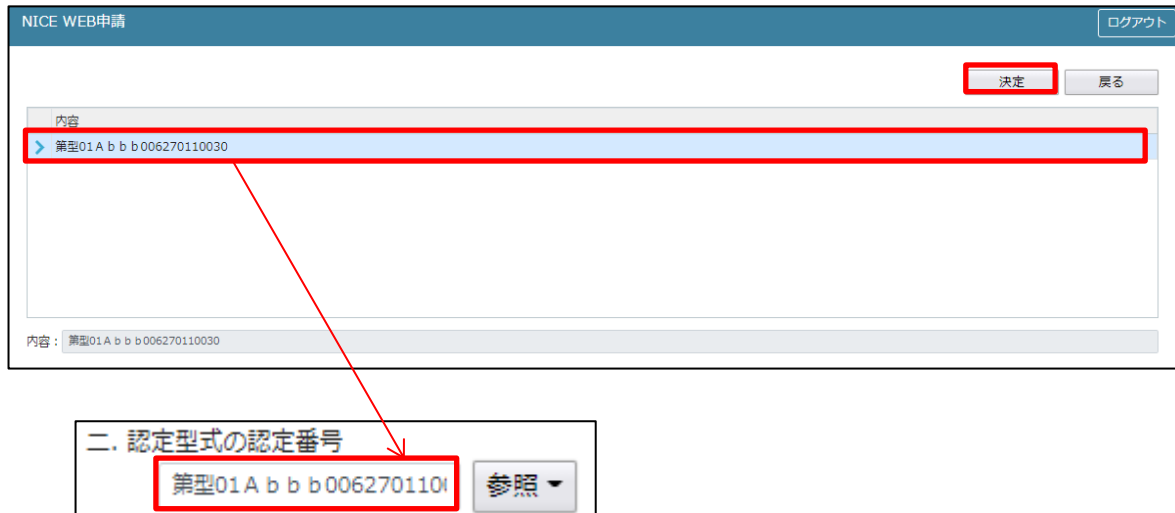 NICE WEB申請
ログアウト
決定 戻る
内容
第型01Ａｂｂｂ006270110030
内容： 第型01Ａｂｂｂ006270110030
二. 認定型式の認定番号
第型01Ａｂｂｂ006270110
参照